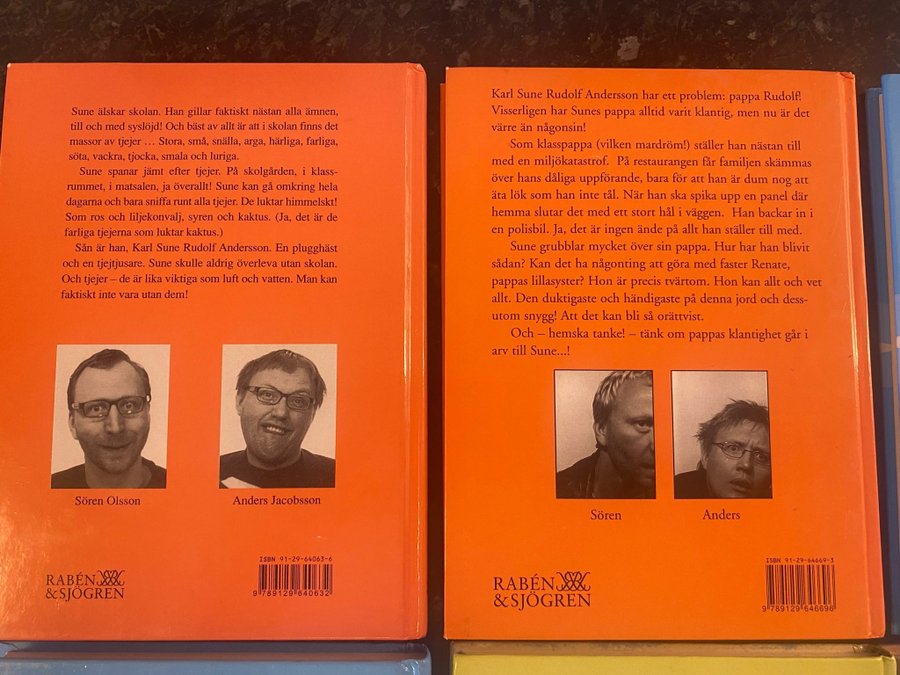 Sune älskar skolan. Han gillar faktiskt nästan alla ämnen,
till och med syslöjd! Och bäst av allt är att i skolan finns det
massor av tjejer ... Stora, små, snälla, arga, härliga, farliga,
söta, vackra, tjocka, smala och luriga.
Sune spanar jämt efter tjejer. På skolgården, i klass-
rummet, i matsalen, ja överallt! Sune kan gå omkring hela
dagarna och bara sniffa runt alla tjejer. De luktar himmelskt!
Som ros och liljekonvalj, syren och kaktus. (Ja, det är de
farliga tjejerna som luktar kaktus.)
Sån är han, Karl Sune Rudolf Andersson. En plugghäst
och en tjejtjusare. Sune skulle aldrig överleva utan skolan.
Och tjejer – de är lika viktiga som luft och vatten. Man kan
faktiskt inte vara utan dem!
Sören Olsson
Anders Jacobsson
RABÉN
&SJÖGREN
ISBN 91-29-64063-6
9 789129 640632
Karl Sune Rudolf Andersson har ett problem: pappa Rudolf!
Visserligen har Sunes pappa alltid varit klantig, men nu är det
värre än någonsin!
Som klasspappa (vilken mardröm!) ställer han nästan till
med en miljökatastrof. På restaurangen får familjen skämmas
över hans dåliga uppförande, bara för att han är dum nog att
äta lök som han inte tål. När han ska spika upp en panel där
hemma slutar det med ett stort hål i väggen. Han backar in i
en polisbil. Ja, det är ingen ände på allt han ställer till med.
Sune grubblar mycket över sin pappa. Hur har han blivit
sådan? Kan det ha någonting att göra med faster Renate,
pappas lillasyster? Hon är precis tvärtom. Hon kan allt och vet
allt. Den duktigaste och händigaste på denna jord och dess-
utom snygg! Att det kan bli så orättvist.
Och – hemska tanke! – tänk om pappas klantighet går i
arv till Sune...!
Sören
Anders
RABÉN
&SJÖGREN
ISBN 91-29-64669-3
9 789129 646696